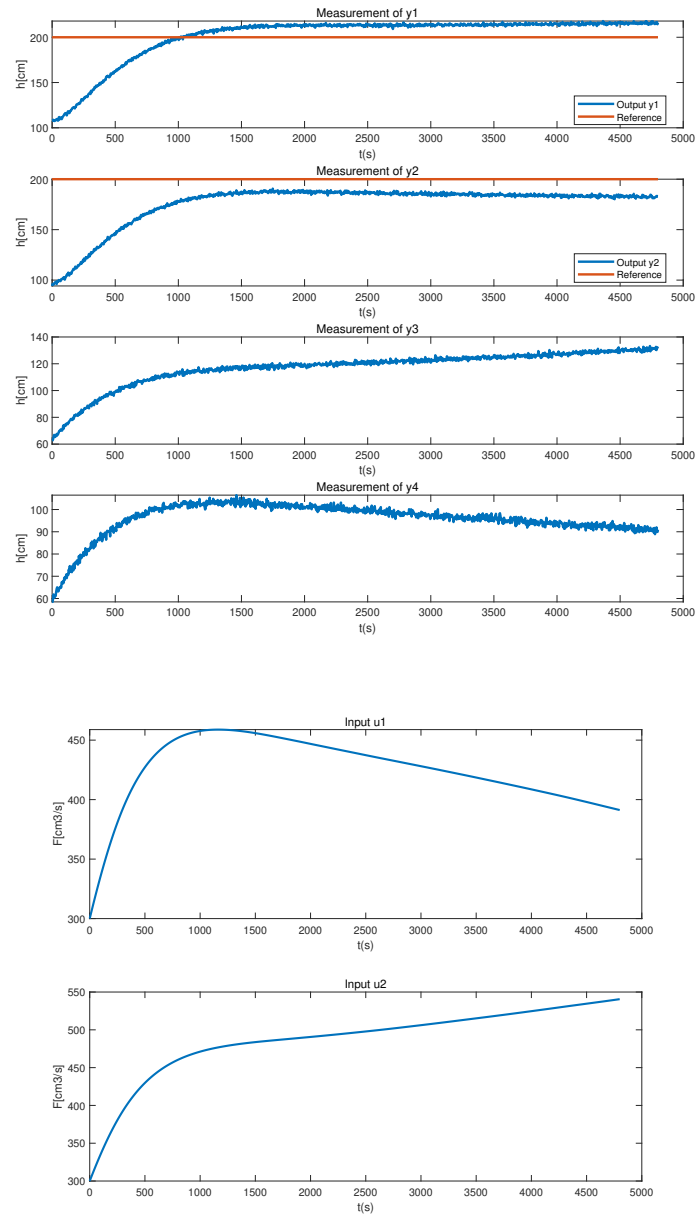 Measurement of y1
200
150
100
h[cm]
Output y1
Reference
0 500 1000 1500 2000 2500 3000 3500 4000 4500 5000
t(s)
Measurement of y2
200
150
100
h[cm]
Output y2
Reference
0 500 1000 1500 2000 2500 3000 3500 4000 4500 5000
t(s)
Measurement of y3
140
120
100
80
60
h[cm]
0 500 1000 1500 2000 2500 3000 3500 4000 4500 5000
t(s)
Measurement of y4
100
90
80
70
60
h[cm]
0 500 1000 1500 2000 2500 3000 3500 4000 4500 5000
t(s)
Input u1
450
400
350
300
F[cm3/s]
0 500 1000 1500 2000 2500 3000 3500 4000 4500 5000
t(s)
Input u2
550
500
450
400
350
300
F[cm3/s]
0 500 1000 1500 2000 2500 3000 3500 4000 4500 5000
t(s)